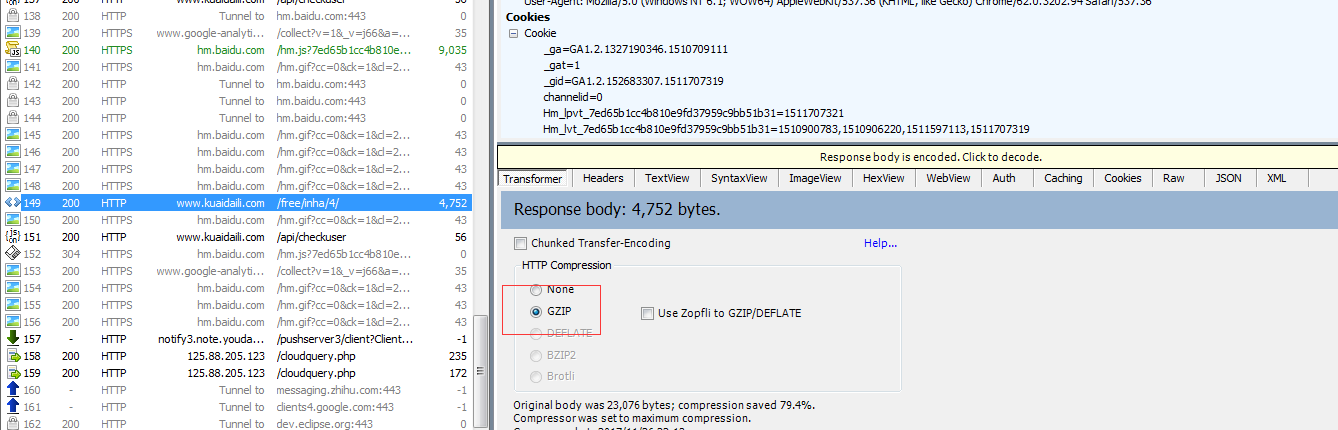 137 200 HTTP www.kuaidaili.com /api/checkuser 56
139 200 HTTPS www.google-analyti... /collect?v=1&_v=j66&a=... 35
140 200 HTTP hm.baidu.com /hm.js?7ed65b1cc4b810e... 9,035
141 200 HTTPS hm.baidu.com /hm.gif?cc=0&ck=1&cl=2... 43
142 200 HTTP Tunnel to hm.baidu.com:443 0
143 200 HTTP Tunnel to hm.baidu.com:443 0
144 200 HTTP Tunnel to hm.baidu.com:443 0
145 200 HTTPS hm.baidu.com /hm.gif?cc=0&ck=1&cl=2... 43
146 200 HTTPS hm.baidu.com /hm.gif?cc=0&ck=1&cl=2... 43
147 200 HTTPS hm.baidu.com /hm.gif?cc=0&ck=1&cl=2... 43
148 200 HTTPS hm.baidu.com /hm.gif?cc=0&ck=1&cl=2... 43
149 200 HTTP www.kuaidaili.com /free/inha/4/ 4,752
150 200 HTTPS hm.baidu.com /hm.gif?cc=0&ck=1&cl=2... 43
151 200 HTTP www.kuaidaili.com /api/checkuser 56
152 304 HTTPS hm.baidu.com /hm.js?7ed65b1cc4b810e... 0
153 200 HTTPS www.google-analyti... /collect?v=1&_v=j66&a=... 35
154 200 HTTPS hm.baidu.com /hm.gif?cc=0&ck=1&cl=2... 43
155 200 HTTPS hm.baidu.com /hm.gif?cc=0&ck=1&cl=2... 43
156 200 HTTPS hm.baidu.com /hm.gif?cc=0&ck=1&cl=2... 43
157 - HTTP notify3.note.youda... /pushserver3/client?Client... -1
158 200 HTTP 125.88.205.123 /cloudquery.php 235
159 200 HTTP 125.88.205.123 /cloudquery.php 172
160 - HTTP Tunnel to messaging.zhihu.com:443 -1
161 - HTTP Tunnel to clients4.google.com:443 -1
162 200 HTTP Tunnel to dev.eclipse.org:443 0
User-Agent: Mozilla/5.0 (Windows NT 6.1; WOW64) AppleWebKit/537.36 (KHTML, like Gecko) Chrome/62.0.3202.94 Safari/537.36
Cookies
Cookie
_ga=GA1.2.1327190346.1510709111
_gat=1
_gid=GA1.2.152683307.1511707319
channelid=0
Hm_lpvt_7ed65b1cc4b810e9fd37959c9bb51b31=1511707321
Hm_lvt_7ed65b1cc4b810e9fd37959c9bb51b31=1510900783,1510906220,1511597113,1511707319
Response body is encoded. Click to decode.
Transformer Headers TextView SyntaxView ImageView HexView WebView Auth Caching Cookies Raw JSON XML
Response body: 4,752 bytes.
Chunked Transfer-Encoding Help...
HTTP Compression
None
GZIP Use Zopfli to GZIP/DEFLATE
DEFLATE
BZIP2
Brotli
Original body was 23,076 bytes; compression saved 79.4%.
Compressor was set to maximum compression.